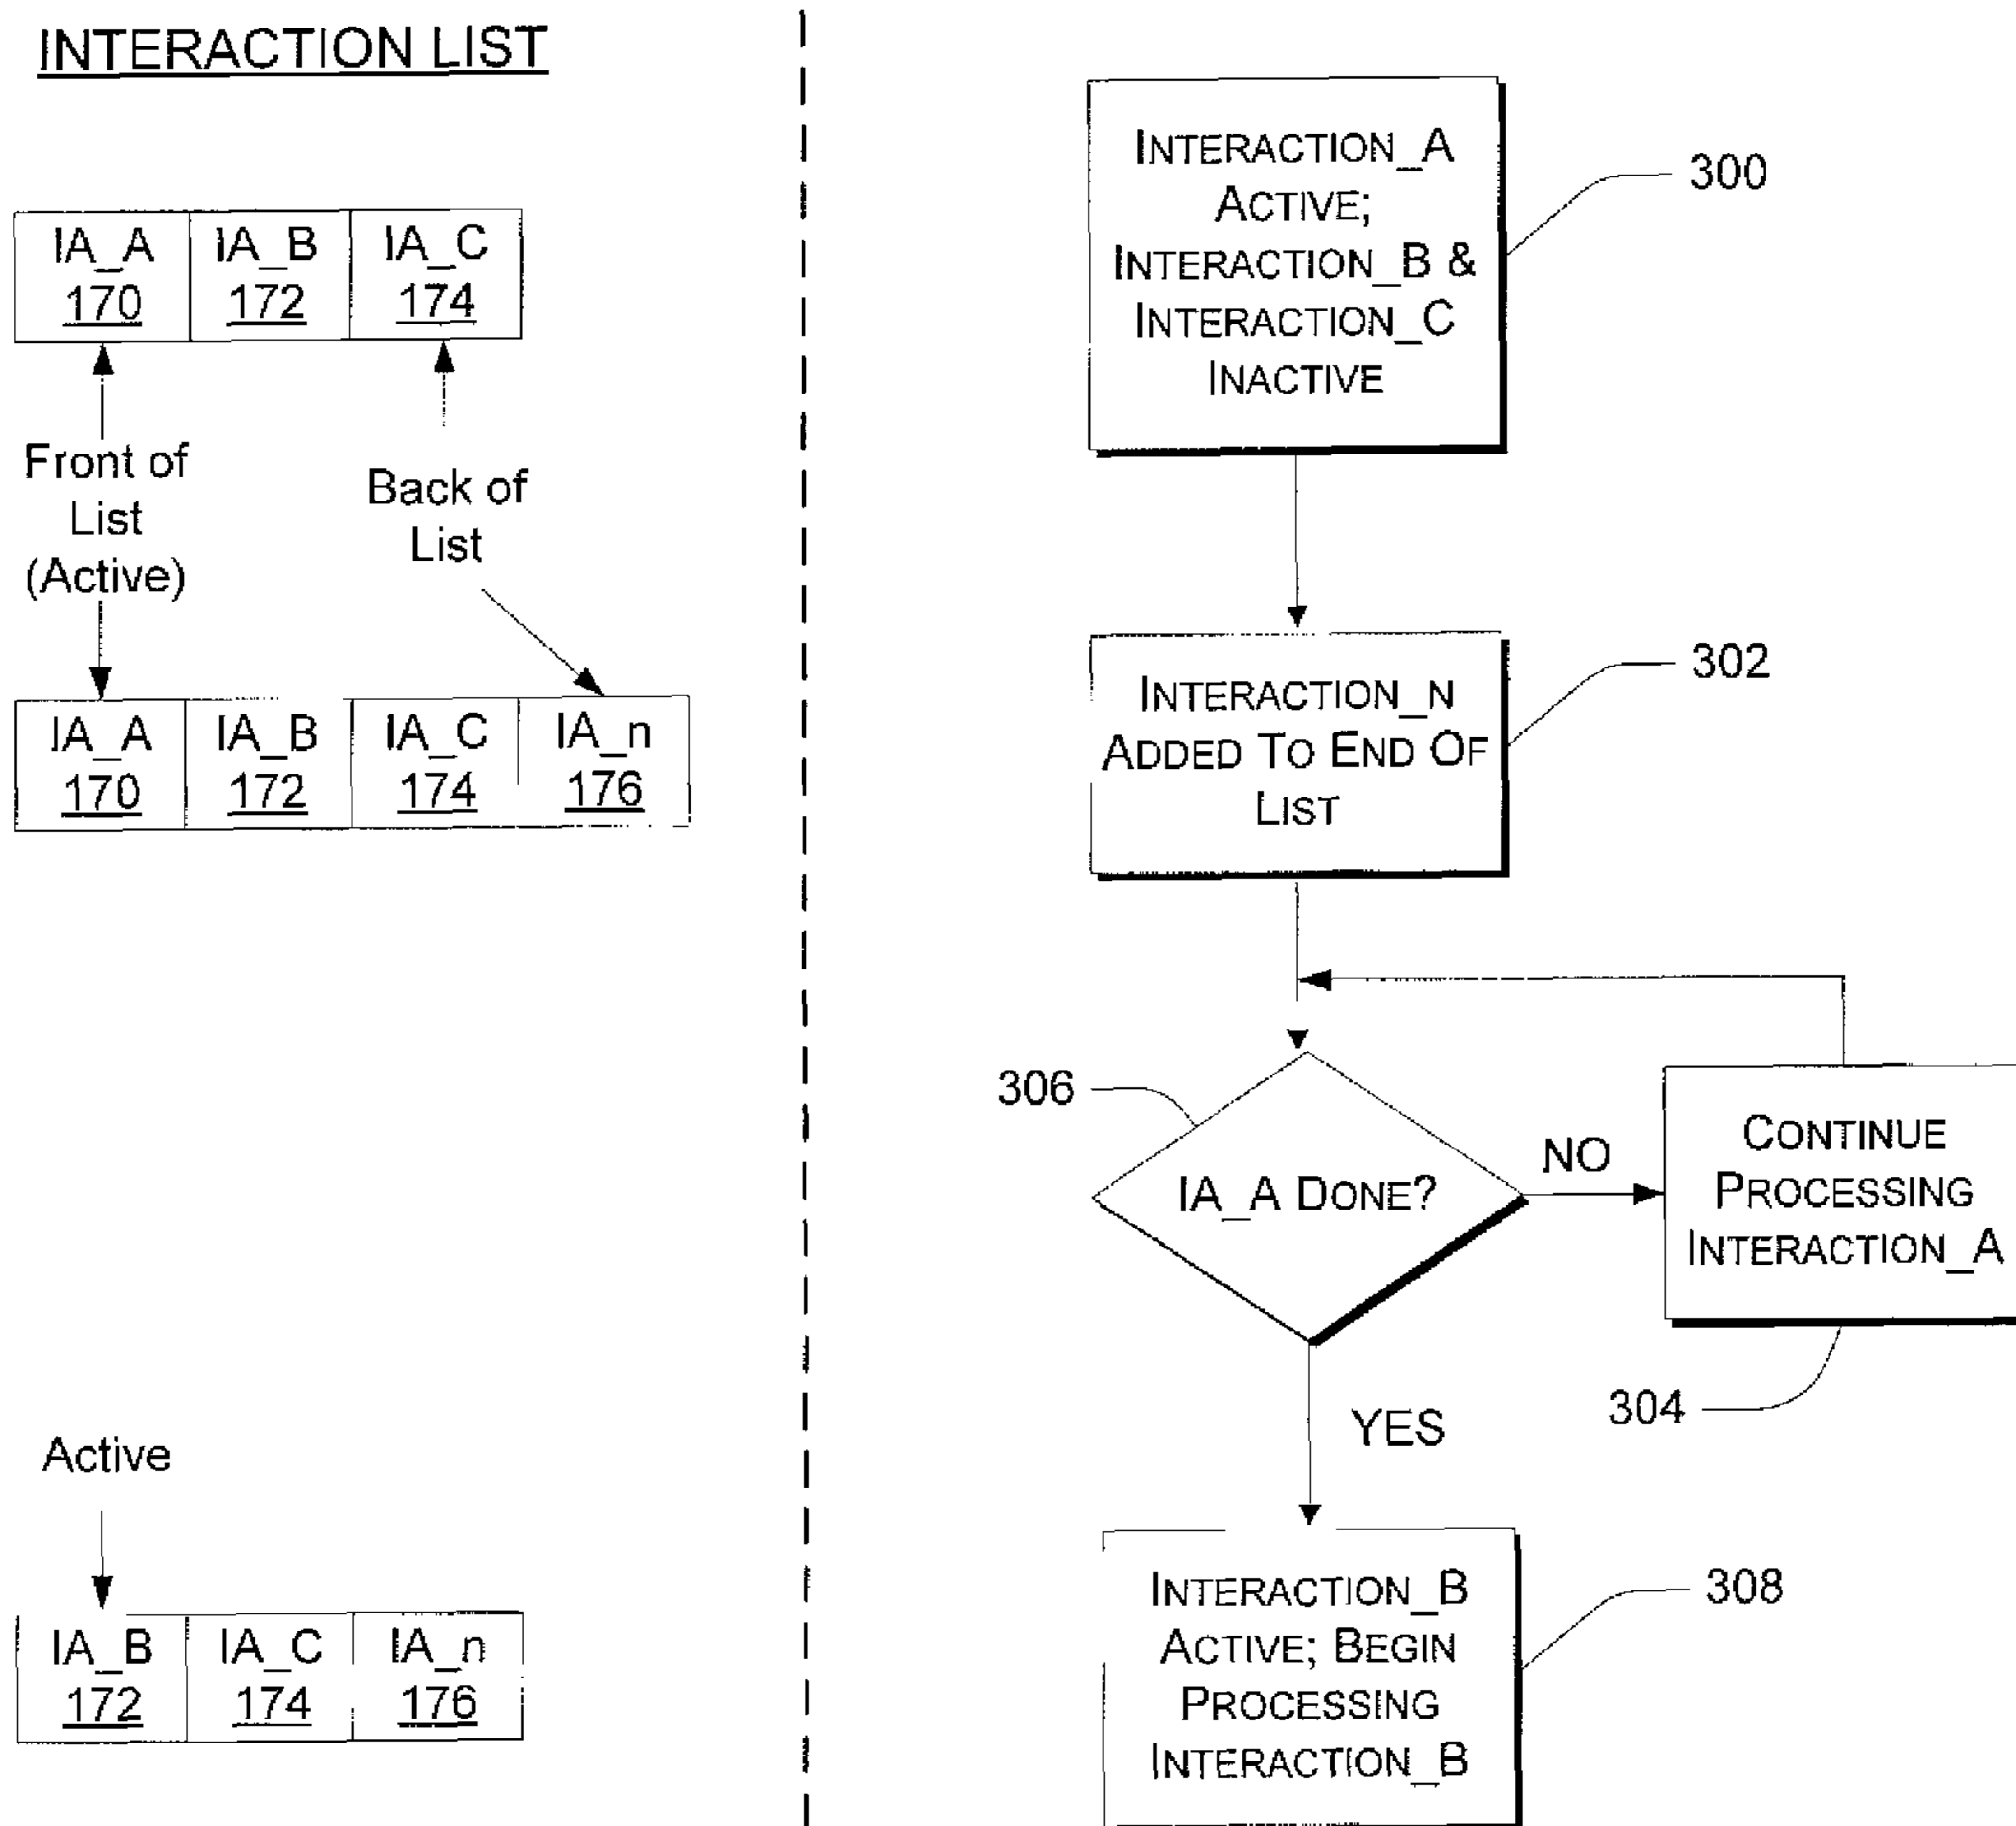 INTERACTION LIST
IA_A
170
IA_B
172
IA_C
174
Front of
List
(Active)
Back of
List
IA_A
170
IA_B
172
IA_C
174
IA_n
176
Active
IA_B
172
IA_C
174
IA_n
176
INTERACTION_A
ACTIVE;
INTERACTION_B &
INTERACTION_C
INACTIVE
300
INTERACTION_N
ADDED TO END OF
LIST
302
306
IA_A DONE?
NO
CONTINUE
PROCESSING
INTERACTION_A
304
YES
INTERACTION_B
ACTIVE; BEGIN
PROCESSING
INTERACTION_B
308